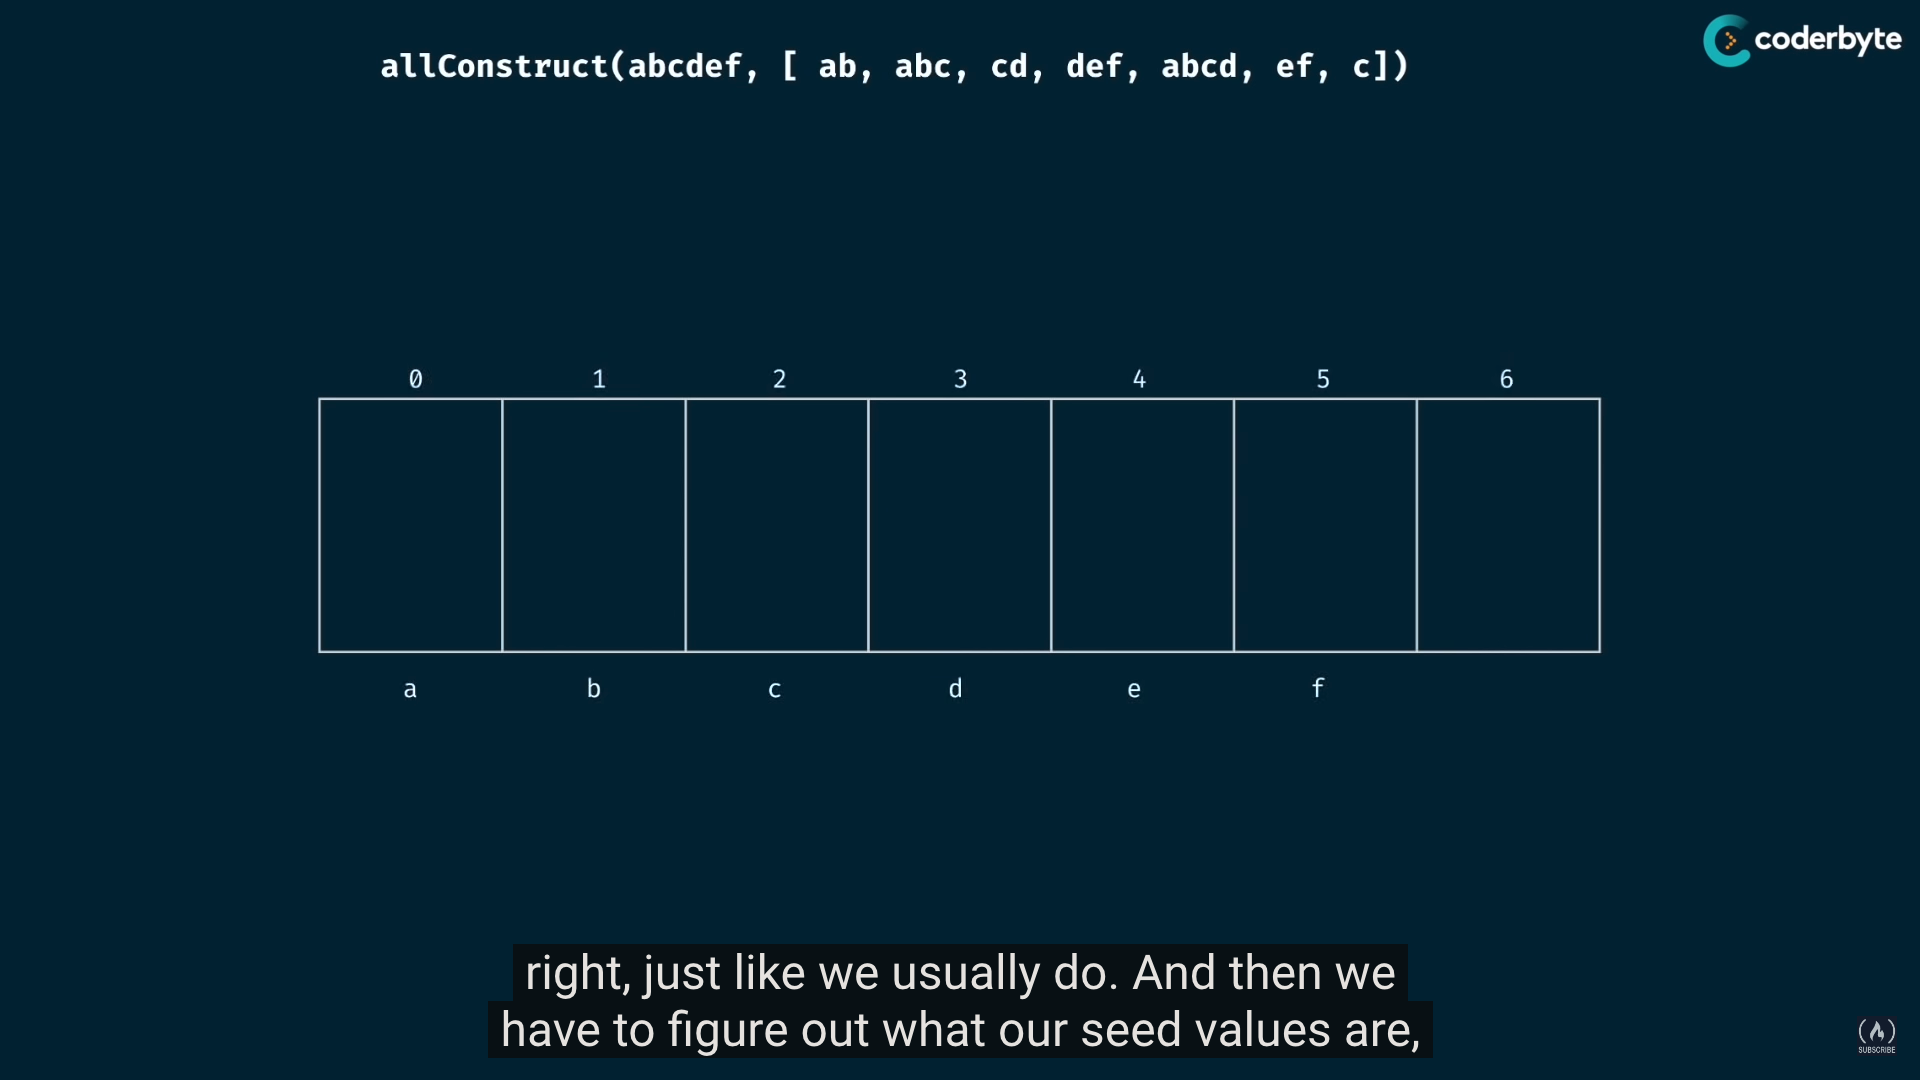 coderbyte
allConstruct(abcdef, [ ab, abc, cd, def, abcd, ef, c])
0 1 2 3 4 5 6
a b c d e f
right, just like we usually do. And then we
have to figure out what our seed values are,
SUBSCRIBE